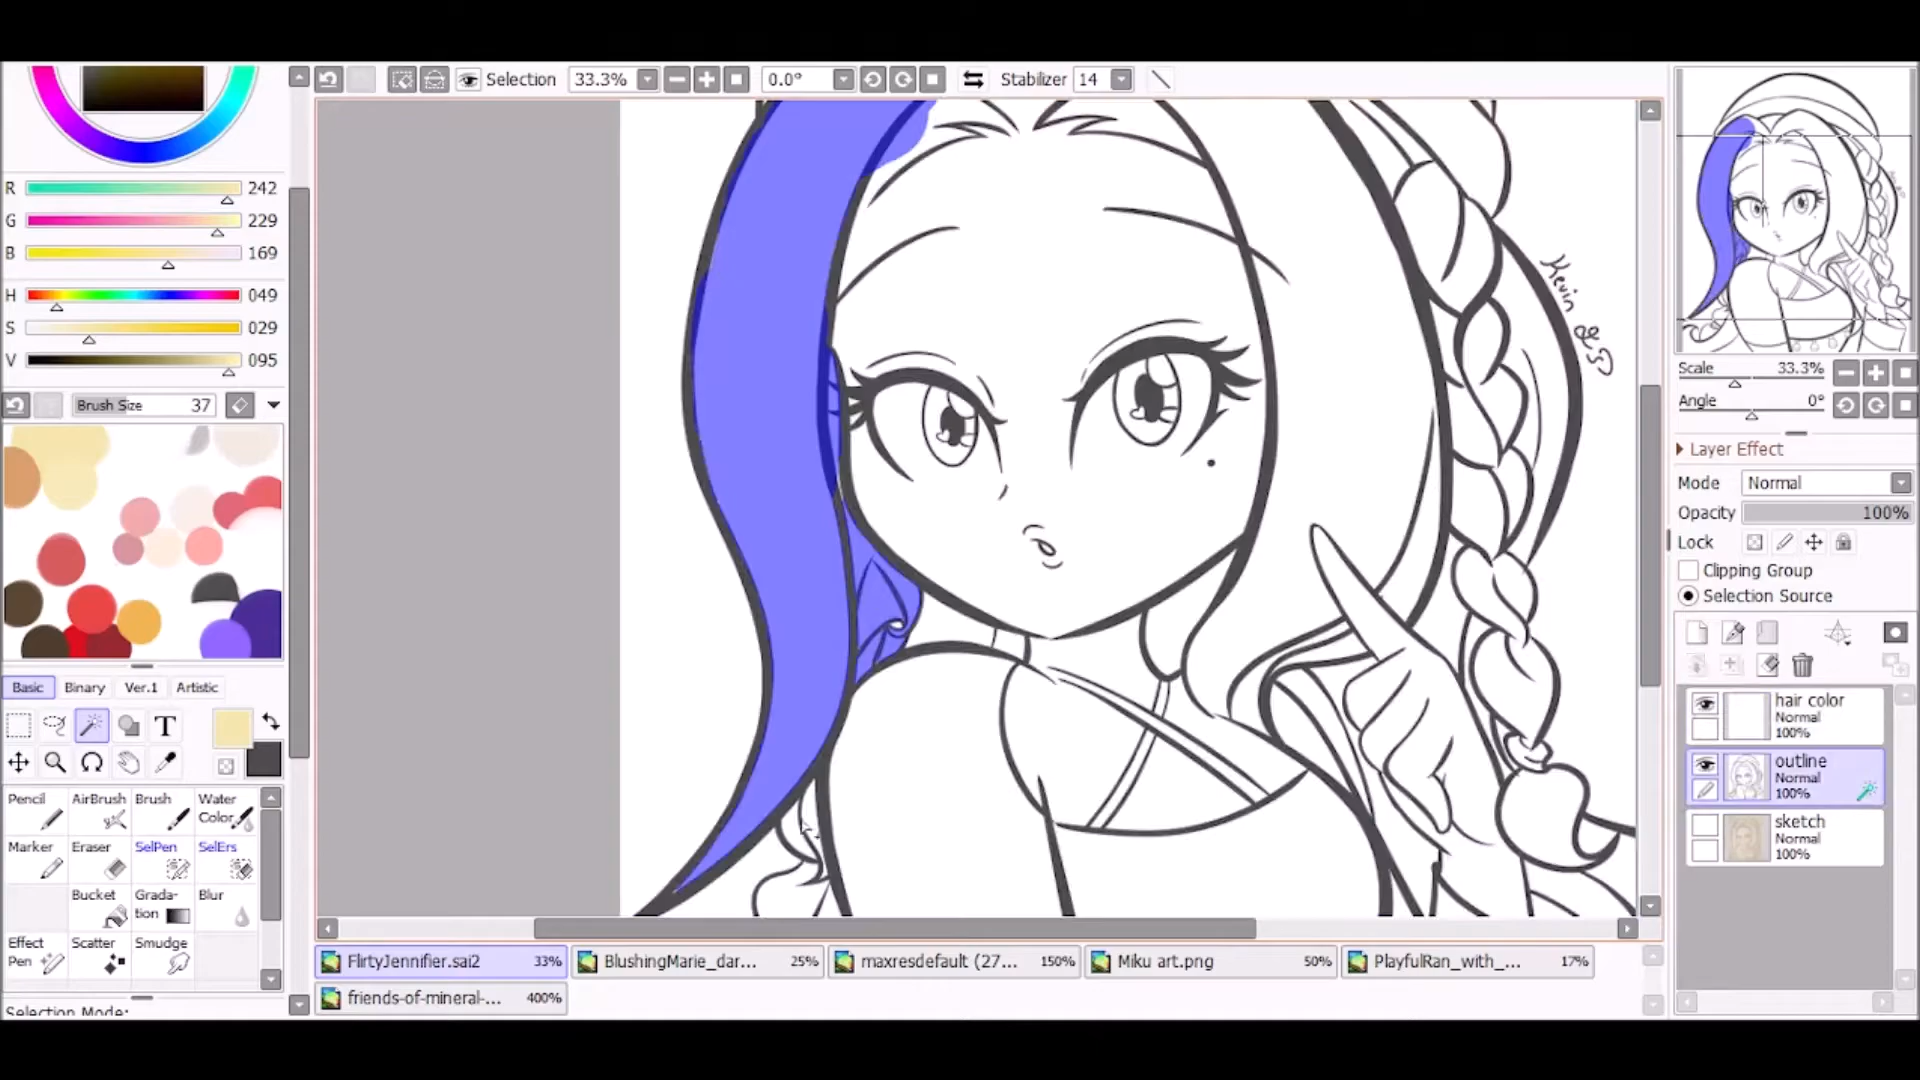 Selection 33.3% 0.0° Stabilizer 14
R 242
G 229
B 169
H 049
S 029
V 095
Brush Size 37
Basic Binary Ver.1 Artistic
T
Pencil AirBrush Brush Water Color
Marker Eraser SelPen SelErs
Bucket Grada-tion Blur
Effect Pen Scatter Smudge
Selection Mode:
Kevin
FlirtyJennifier.sai2 33% BlushingMarie_dar... 25% maxresdefault (27... 150% Miku art.png 50% PlayfulRan_with_... 17%
friends-of-mineral-... 400%
Scale 33.3%
Angle 0°
Layer Effect
Mode Normal
Opacity 100%
Lock
Clipping Group
Selection Source
hair color
Normal
100%
outline
Normal
100%
sketch
Normal
100%